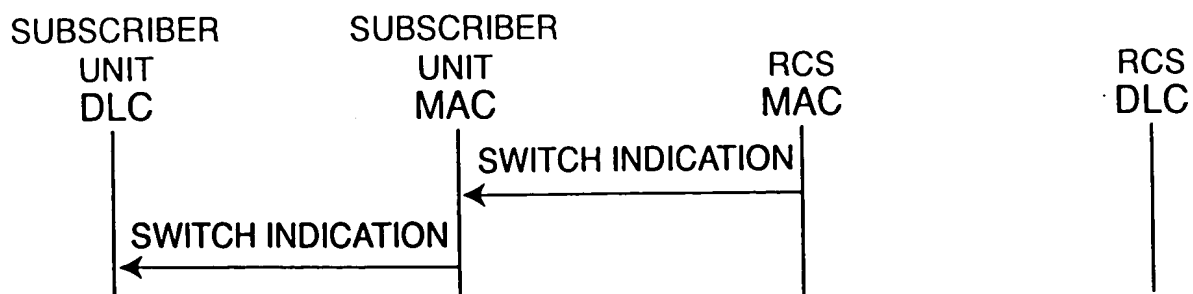 SUBSCRIBER
UNIT
DLC
SUBSCRIBER
UNIT
MAC
RCS
MAC
RCS
DLC
SWITCH INDICATION
SWITCH INDICATION